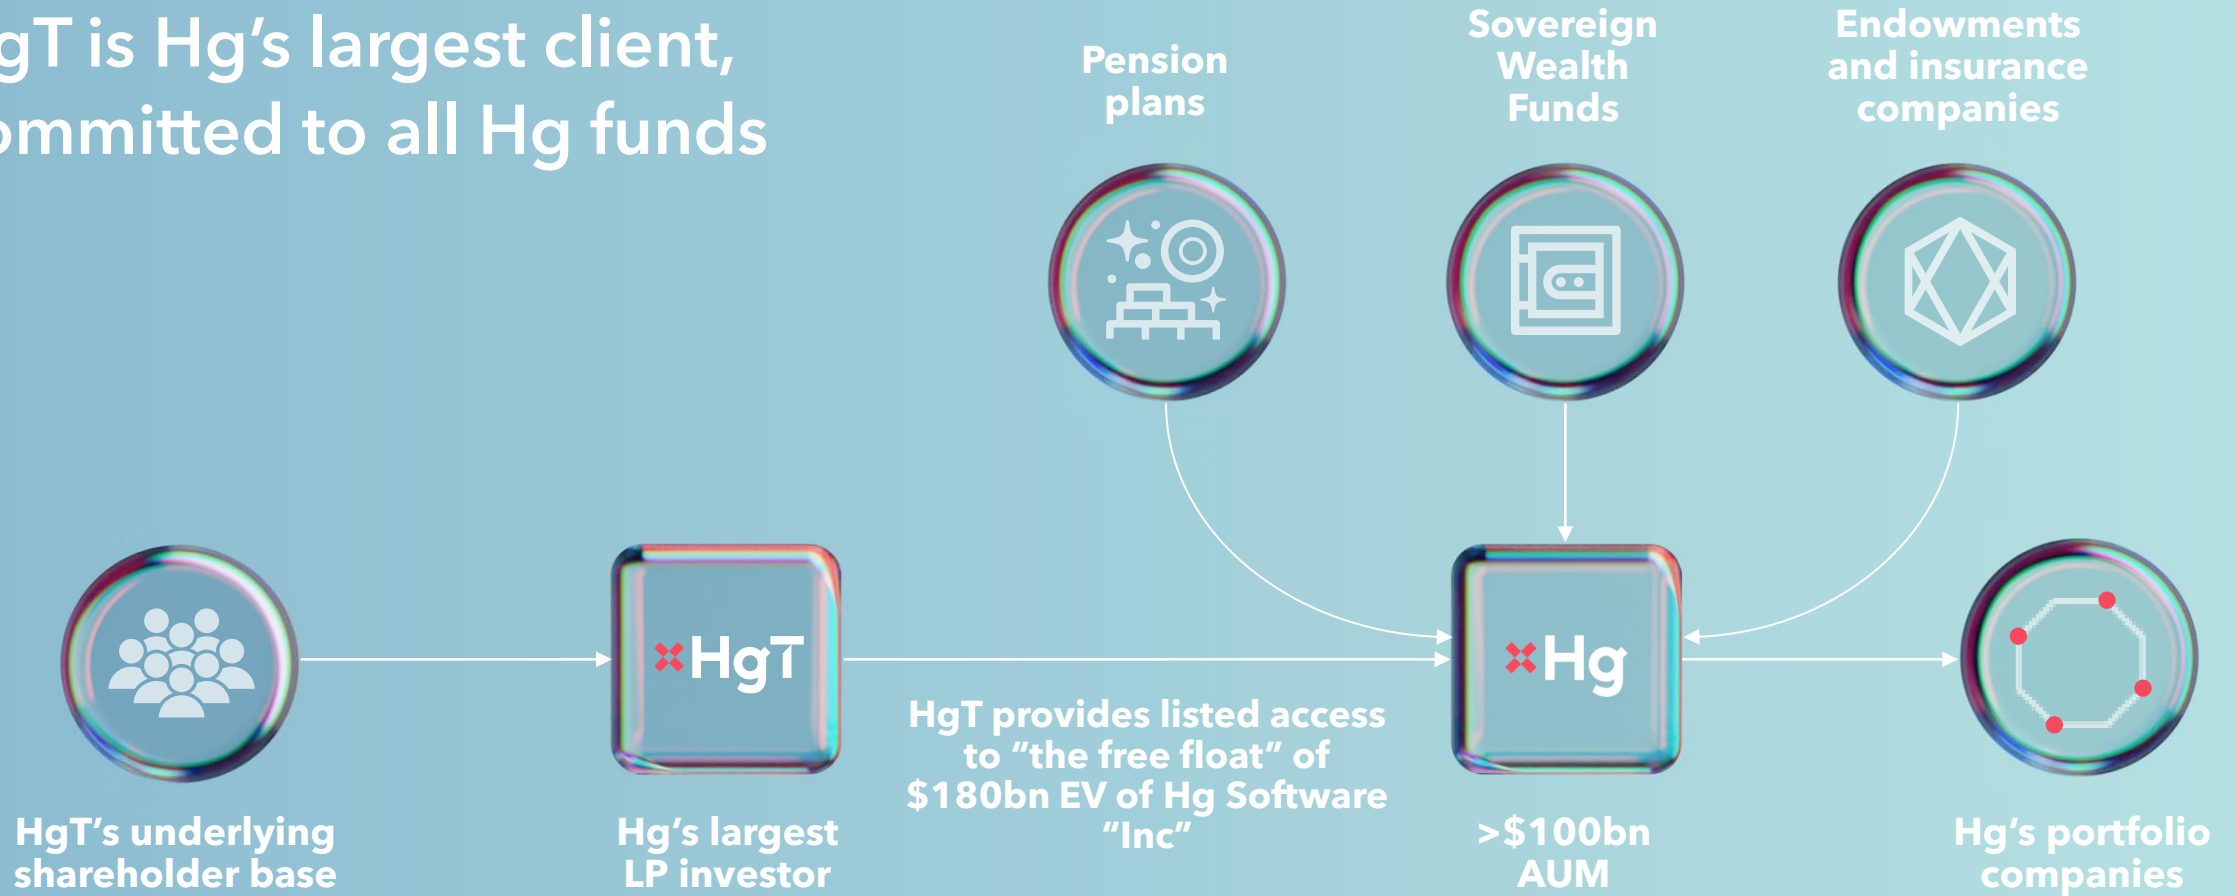 gT is Hg’s largest client,
ommitted to all Hg funds
Pension
plans
Sovereign
Wealth
Funds
Endowments
and insurance
companies
HgT
Hg
HgT provides listed access
to “the free float” of
$180bn EV of Hg Software
“Inc”
HgT’s underlying
shareholder base
Hg’s largest
LP investor
>$100bn
AUM
Hg’s portfolio
companies